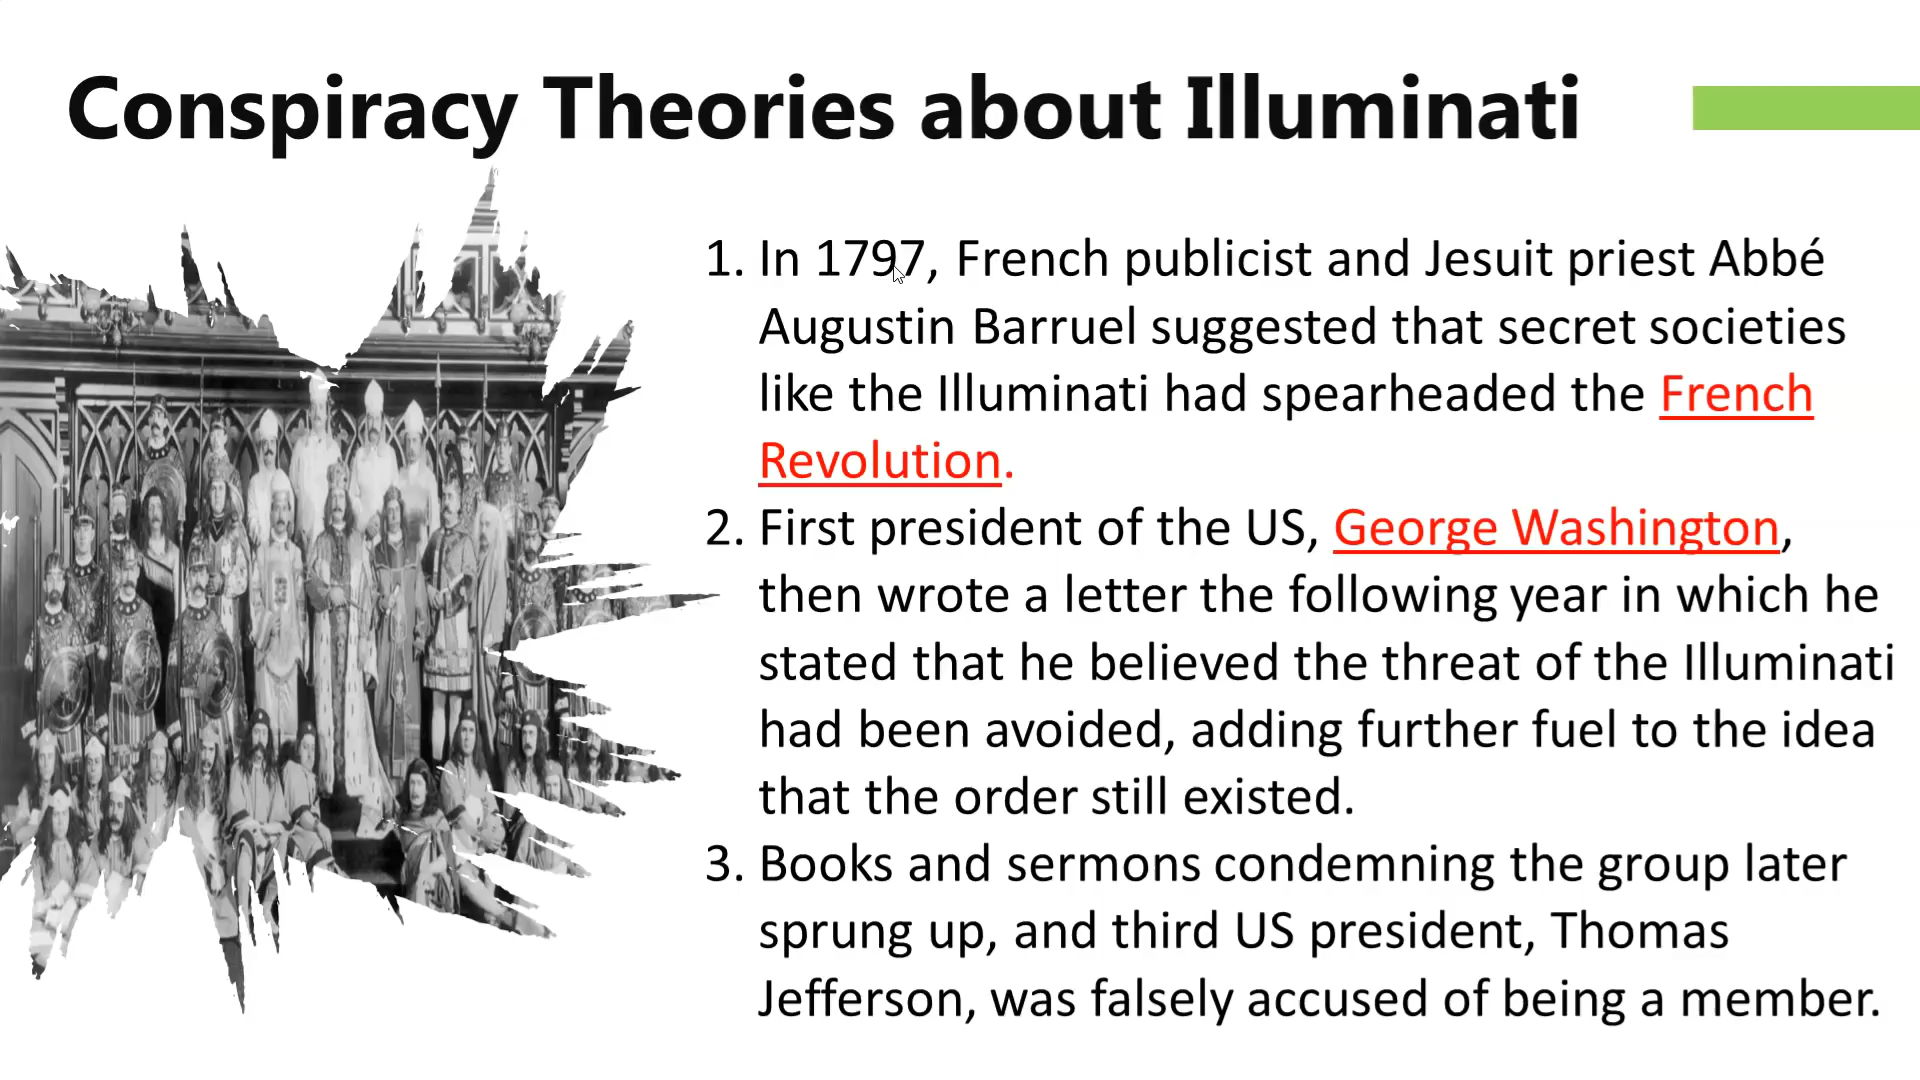 Conspiracy Theories about Illuminati
1. In 1797, French publicist and Jesuit priest Abbé
Augustin Barruel suggested that secret societies
like the Illuminati had spearheaded the French
Revolution.
2. First president of the US, George Washington,
then wrote a letter the following year in which he
stated that he believed the threat of the Illuminati
had been avoided, adding further fuel to the idea
that the order still existed.
3. Books and sermons condemning the group later
sprung up, and third US president, Thomas
Jefferson, was falsely accused of being a member.